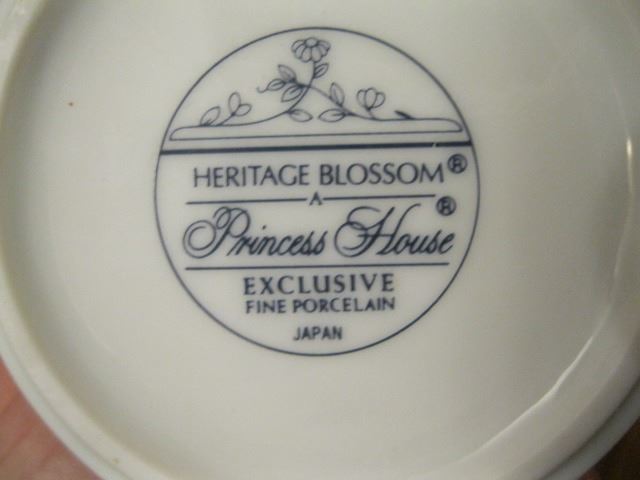 HERITAGE BLOSSOM®
A
Princess House®
EXCLUSIVE
FINE PORCELAIN
JAPAN